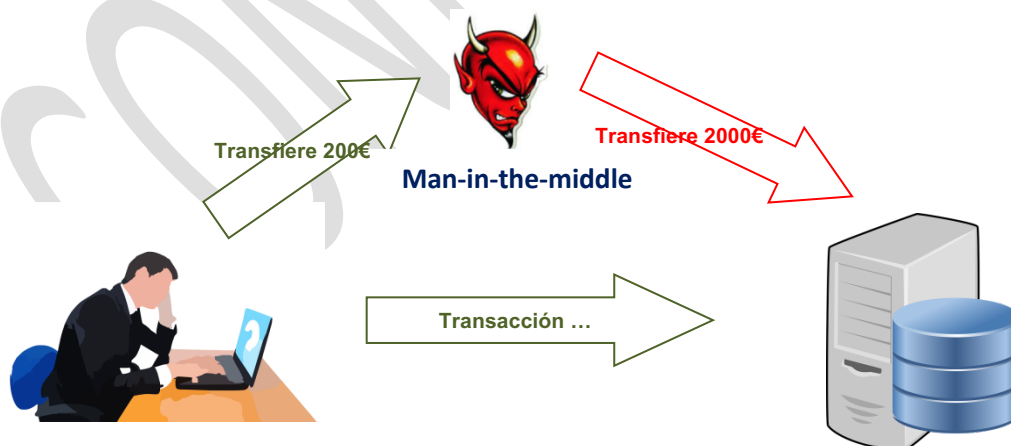 Transfiere 200€
Transfiere 2000€
Man-in-the-middle
Transacción …